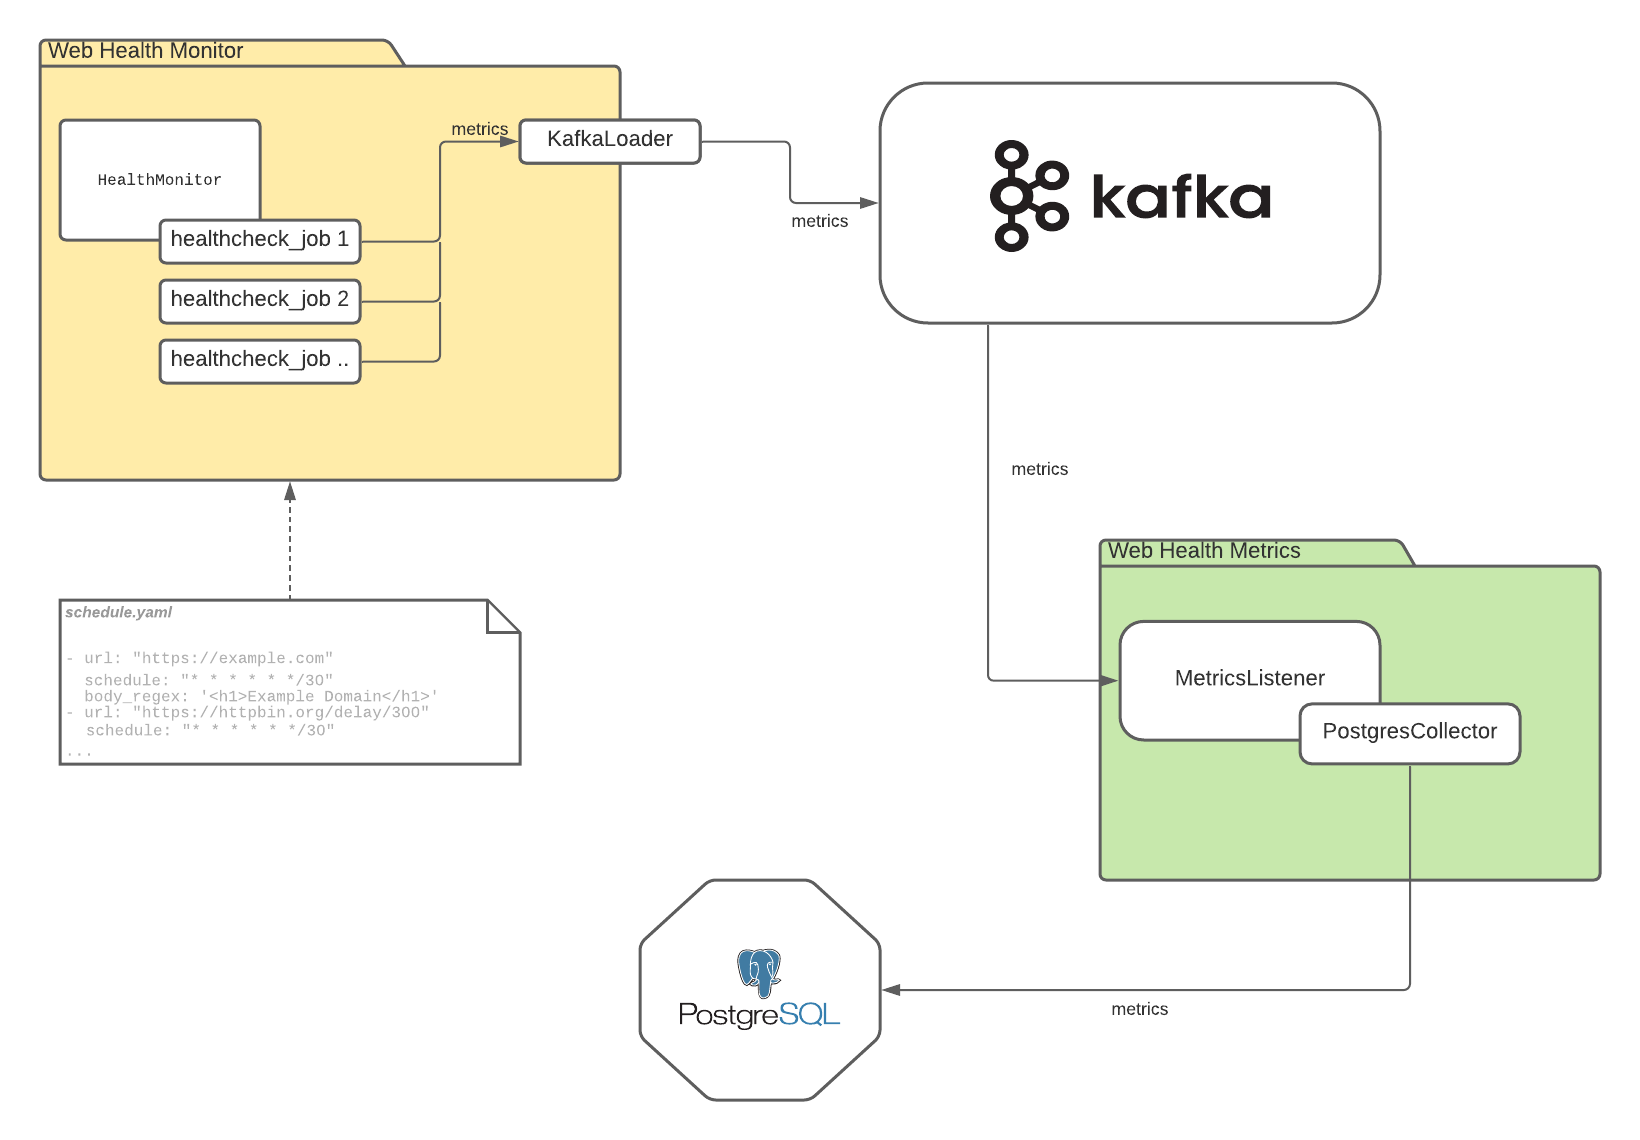 Web Health Monitor
HealthMonitor
healthcheck_job 1
healthcheck_job 2
healthcheck_job ..
metrics
KafkaLoader
metrics
kafka
metrics
schedule.yaml
- url: "https://example.com"
schedule: "* * * * * */30"
body_regex: '<h1>Example Domain</h1>'
- url: "https://httpbin.org/delay/300"
schedule: "* * * * * */30"
...
Web Health Metrics
MetricsListener
PostgresCollector
metrics
PostgreSQL